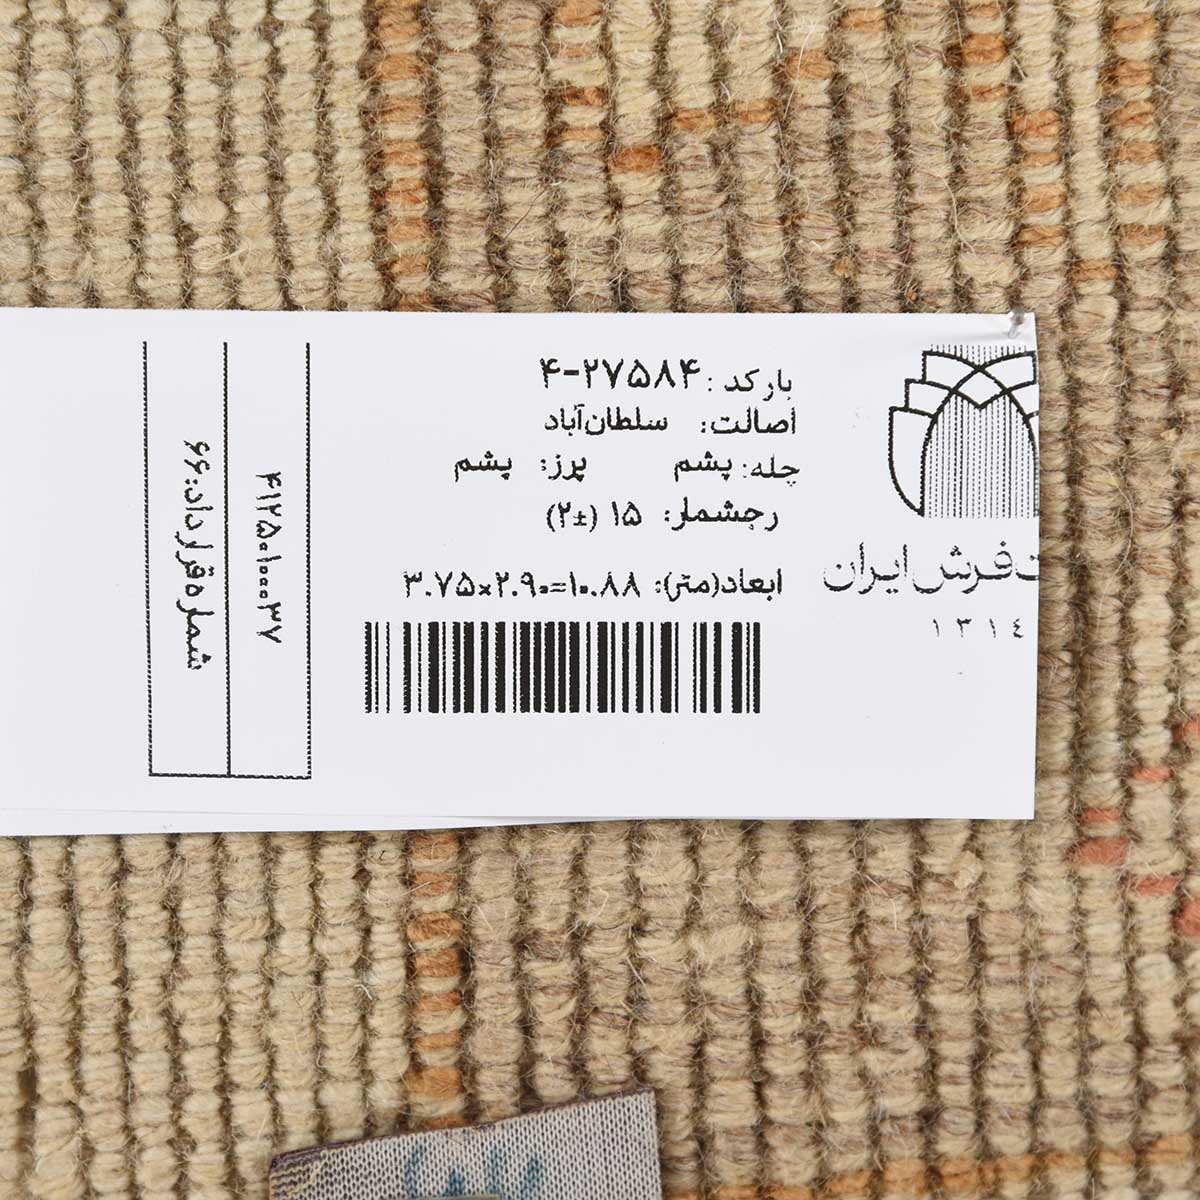 بارکد: ۴-۲۷۵۸۴
اصالت: سلطان‌آباد
چله: پشم پرز: پشم
رجشمار: ۱۵ (±۲)
ابعاد(متر): ۳.۷۵×۲.۹۰=۱۰.۸۸
ت فرش ایران
۱۳۱٤
۴۱۲۵۰۱۰۰۰۳۷
شماره قرارداد: ۶۶